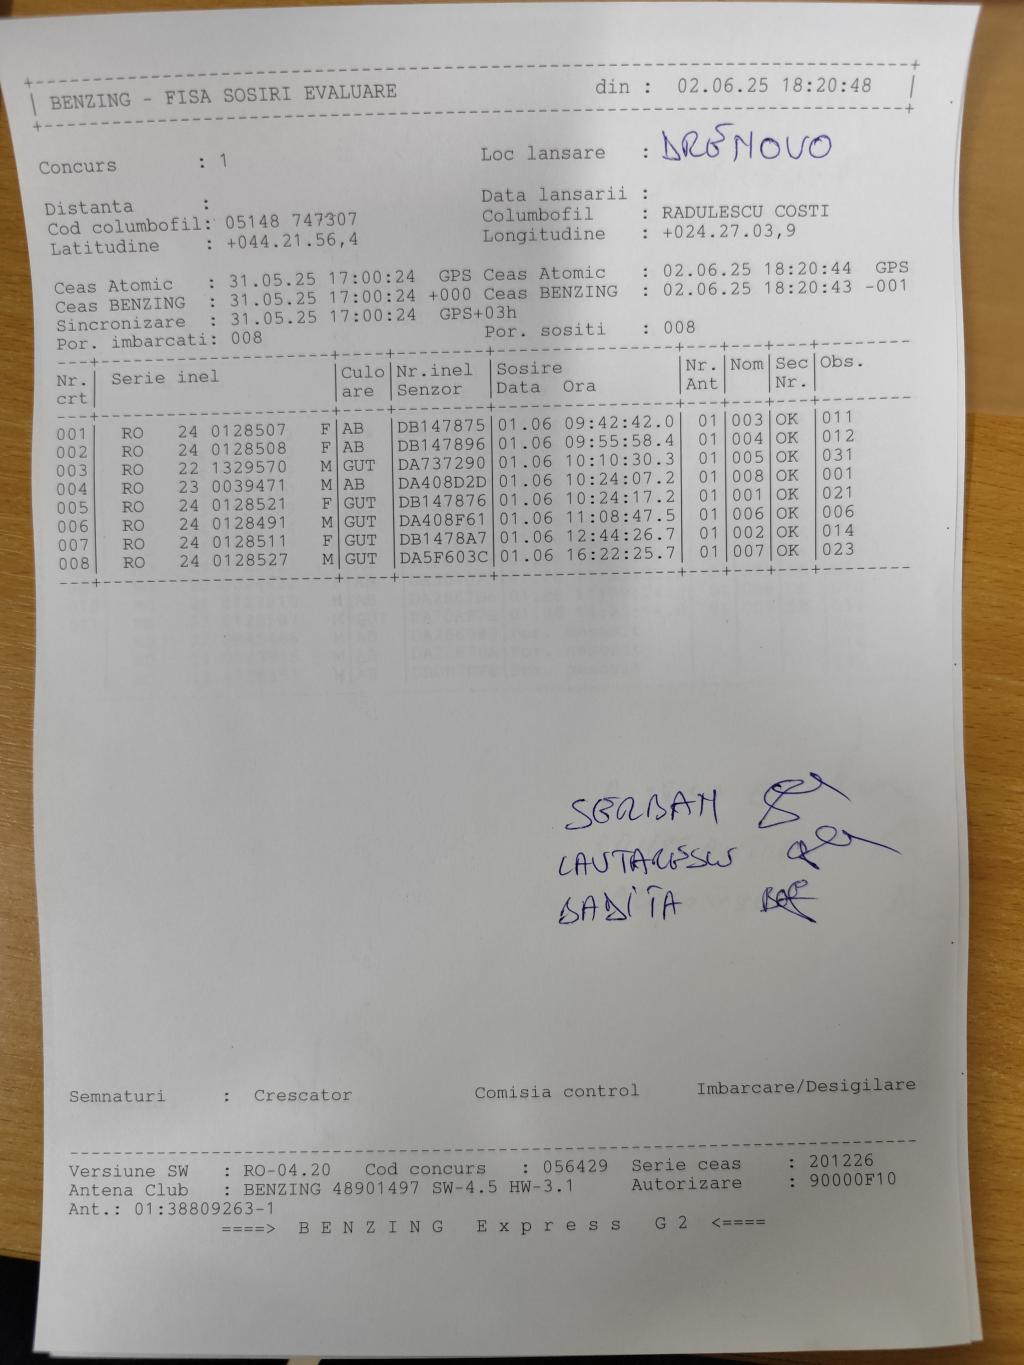 BENZING - FISA SOSIRI EVALUARE din : 02.06.25 18:20:48
Concurs : 1 Loc lansare : DRENOVO
Distanta : Data lansarii :
Cod columbofil: 05148 747307 Columbofil : RADULESCU COSTI
Latitudine : +044.21.56,4 Longitudine : +024.27.03,9
Ceas Atomic : 31.05.25 17:00:24 GPS Ceas Atomic : 02.06.25 18:20:44 GPS
Ceas BENZING : 31.05.25 17:00:24 +000 Ceas BENZING : 02.06.25 18:20:43 -001
Sincronizare : 31.05.25 17:00:24 GPS+03h
Por. imbarcati: 008 Por. sositi : 008
Nr. Serie inel Culo Nr.inel Sosire Nr. Nom Sec Obs.
crt are Senzor Data Ora Ant Nr.
001 RO 24 0128507 F AB DB147875 01.06 09:42:42.0 01 003 OK 011
002 RO 24 0128508 F AB DB147896 01.06 09:55:58.4 01 004 OK 012
003 RO 22 1329570 M GUT DA737290 01.06 10:10:30.3 01 005 OK 031
004 RO 23 0039471 M AB DA408D2D 01.06 10:24:07.2 01 008 OK 001
005 RO 24 0128521 F GUT DB147876 01.06 10:24:17.2 01 001 OK 021
006 RO 24 0128491 M GUT DA408F61 01.06 11:08:47.5 01 006 OK 006
007 RO 24 0128511 F GUT DB1478A7 01.06 12:44:26.7 01 002 OK 014
008 RO 24 0128527 M GUT DA5F603C 01.06 16:22:25.7 01 007 OK 023
SERBAN
LAUTARESCU
DADITA
Semnaturi : Crescator Comisia control Imbarcare/Desigilare
Versiune SW : RO-04.20 Cod concurs : 056429 Serie ceas : 201226
Antena Club : BENZING 48901497 SW-4.5 HW-3.1 Autorizare : 90000F10
Ant.: 01:38809263-1
====> B E N Z I N G E x p r e s s G 2 <====